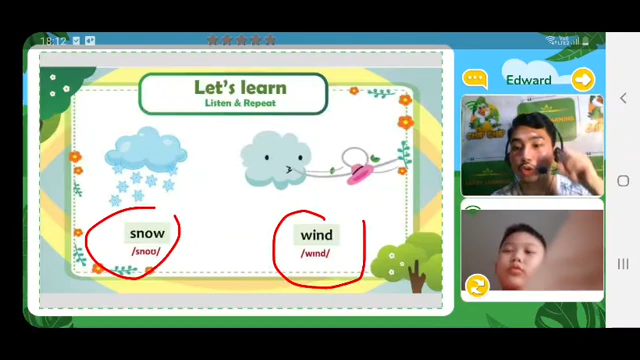 18:12
Let's learn
Listen & Repeat
Edward
snow
wind
/snoʊ/
/wɪnd/